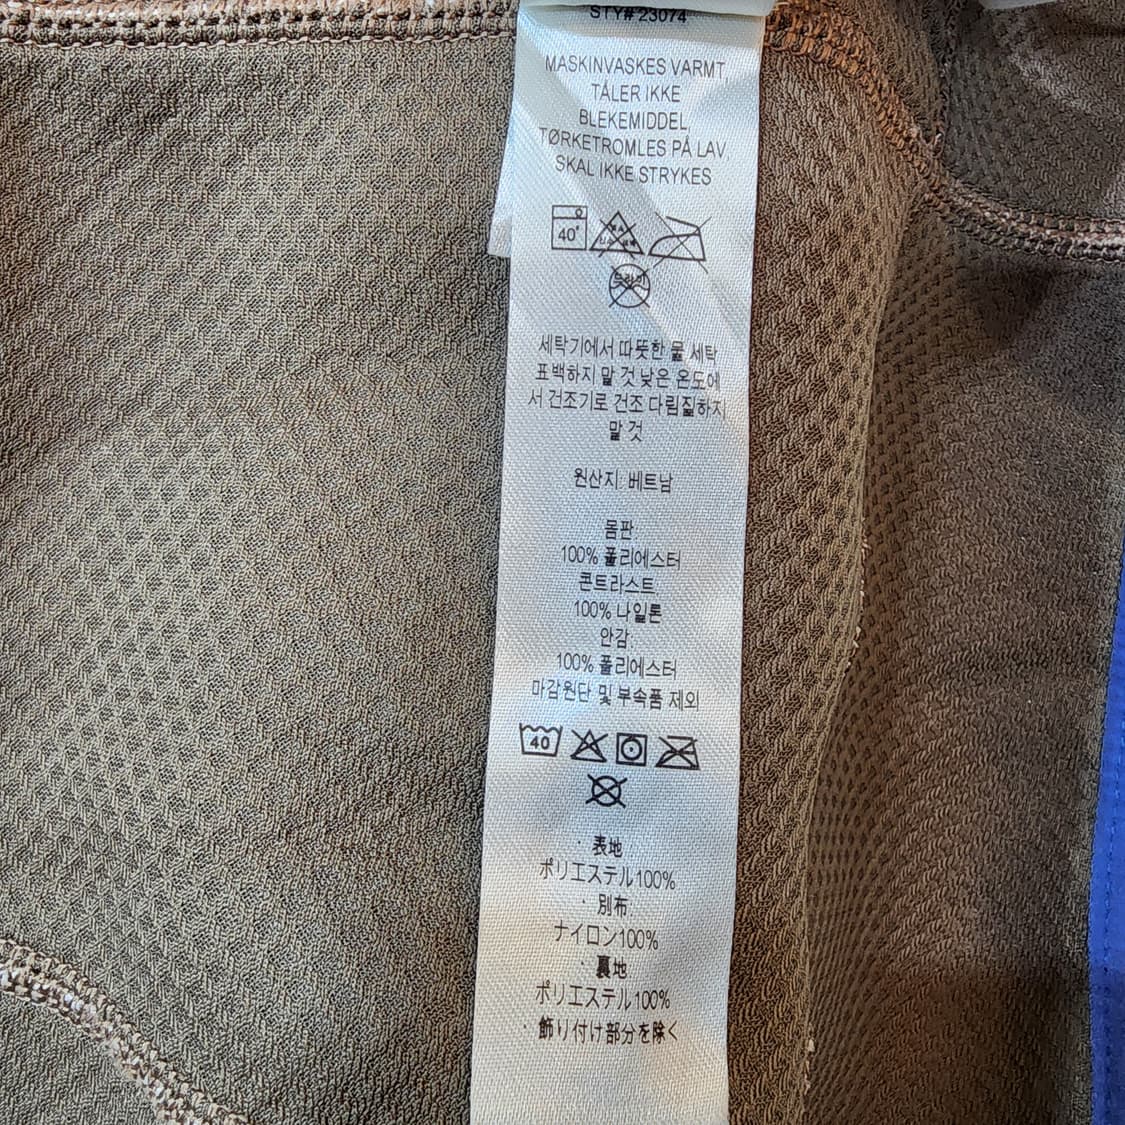 STY# 23074
MASKINVASKES VARMT,
TÅLER IKKE
BLEKEMIDDEL,
TØRKETROMLES PÅ LAV,
SKAL IKKE STRYKES
40°
드라이
세탁기에서 따뜻한 물 세탁
표백하지 말 것 낮은 온도에
서 건조기로 건조 다림질하지
말 것
원산지: 베트남
몸판:
100% 폴리에스터
콘트라스트
100% 나일론
안감:
100% 폴리에스터
마감원단 및 부속품 제외
40
· 表地
ポリエステル100%
· 別布:
ナイロン100%
· 裏地
ポリエステル100%
· 飾り付け部分を除く